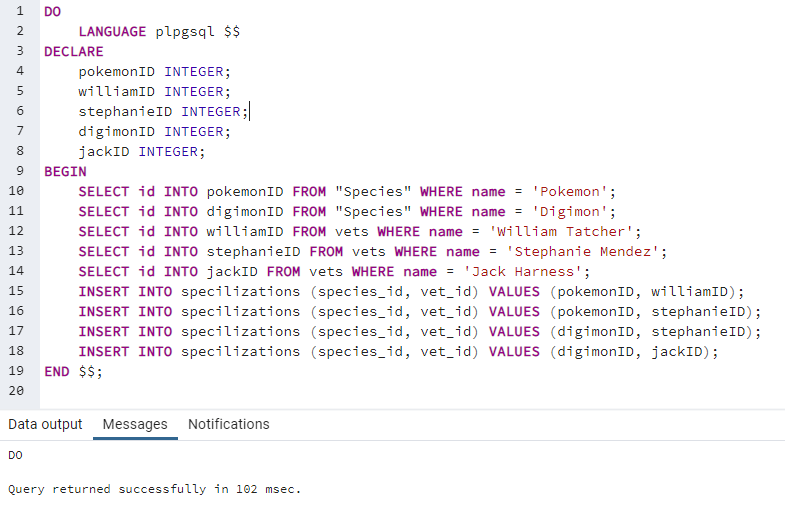 1 DO
2     LANGUAGE plpgsql $$
3 DECLARE
4     pokemonID INTEGER;
5     williamID INTEGER;
6     stephanieID INTEGER;
7     digimonID INTEGER;
8     jackID INTEGER;
9 BEGIN
10     SELECT id INTO pokemonID FROM "Species" WHERE name = 'Pokemon';
11     SELECT id INTO digimonID FROM "Species" WHERE name = 'Digimon';
12     SELECT id INTO williamID FROM vets WHERE name = 'William Tatcher';
13     SELECT id INTO stephanieID FROM vets WHERE name = 'Stephanie Mendez';
14     SELECT id INTO jackID FROM vets WHERE name = 'Jack Harness';
15     INSERT INTO specilizations (species_id, vet_id) VALUES (pokemonID, williamID);
16     INSERT INTO specilizations (species_id, vet_id) VALUES (pokemonID, stephanieID);
17     INSERT INTO specilizations (species_id, vet_id) VALUES (digimonID, stephanieID);
18     INSERT INTO specilizations (species_id, vet_id) VALUES (digimonID, jackID);
19 END $$;
20
Data output Messages Notifications
DO
Query returned successfully in 102 msec.